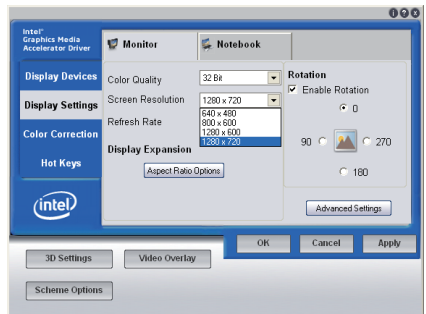 Intel®
Graphics Media
Accelerator Driver
Monitor
Notebook
Display Devices
Display Settings
Color Correction
Hot Keys
intel
Color Quality
32 Bit
Screen Resolution
1280 x 720
640 x 480
800 x 600
1280 x 600
1280 x 720
Refresh Rate
Display Expansion
Aspect Ratio Options
Rotation
Enable Rotation
0
90
270
180
Advanced Settings
OK
Cancel
Apply
3D Settings
Video Overlay
Scheme Options